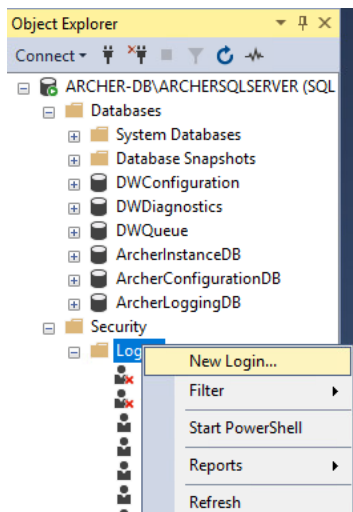 Object Explorer
Connect
ARCHER-DB\ARCHERSQLSERVER (SQL
Databases
System Databases
Database Snapshots
DWConfiguration
DWDiagnostics
DWQueue
ArcherInstanceDB
ArcherConfigurationDB
ArcherLoggingDB
Security
Log
New Login...
Filter
Start PowerShell
Reports
Refresh